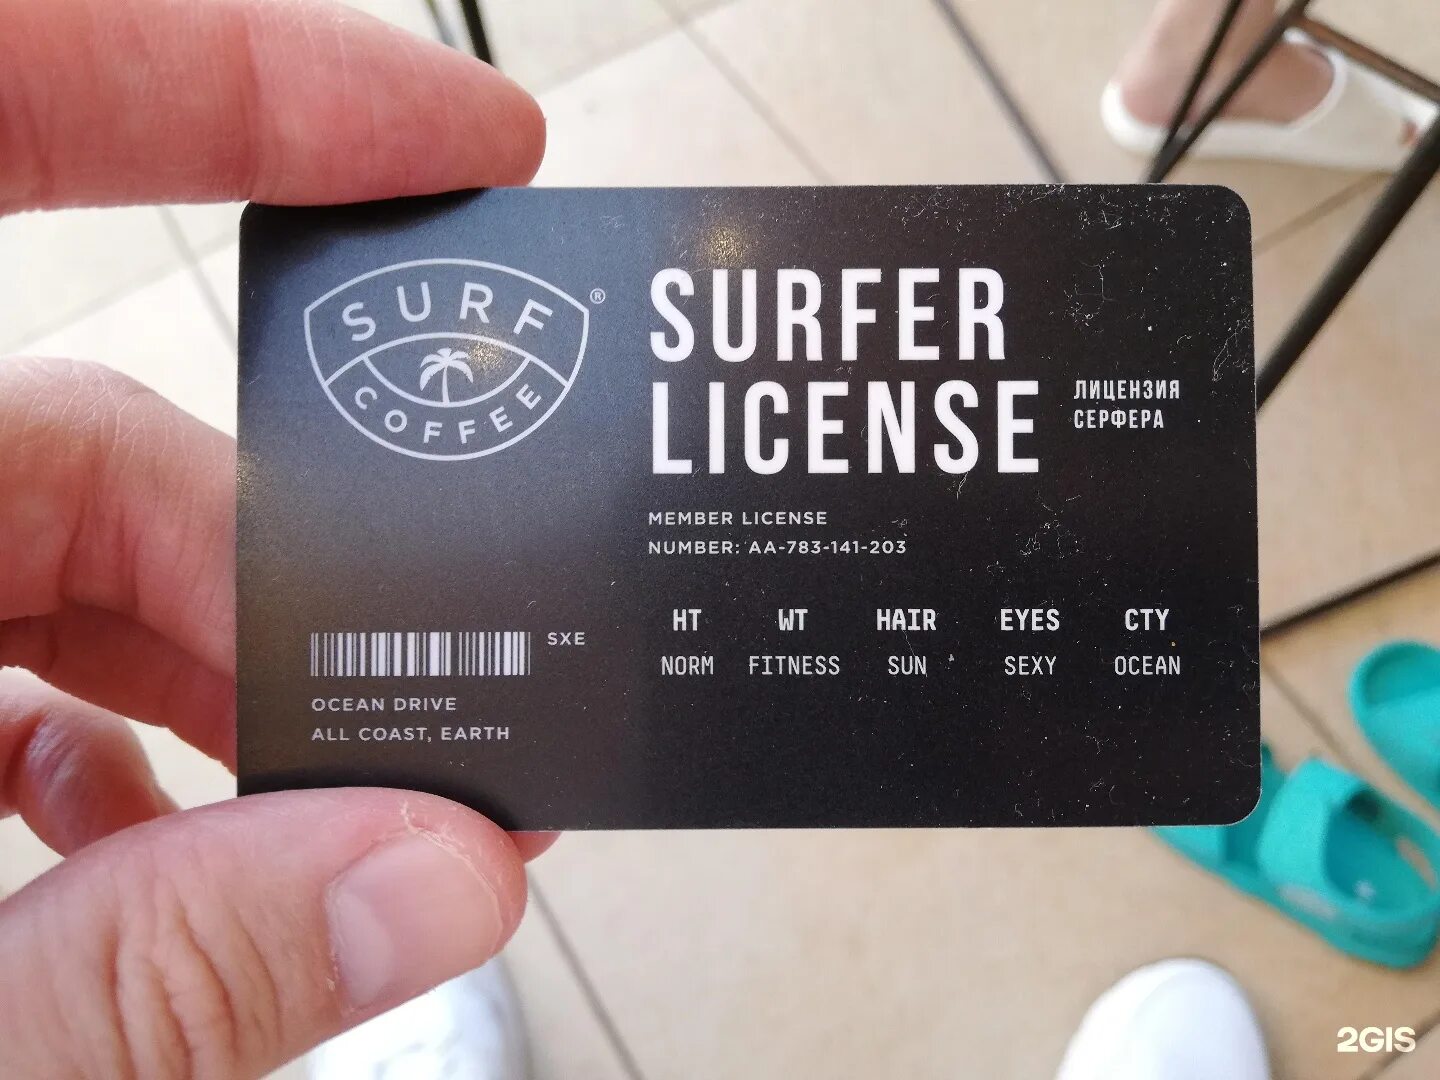 SURF
COFFEE
®
SURFER
LICENSE
ЛИЦЕНЗИЯ
СЕРФЕРА
MEMBER LICENSE
NUMBER: AA-783-141-203
HT WT HAIR EYES CTY
NORM FITNESS SUN SEXY OCEAN
SXE
OCEAN DRIVE
ALL COAST, EARTH
2GIS